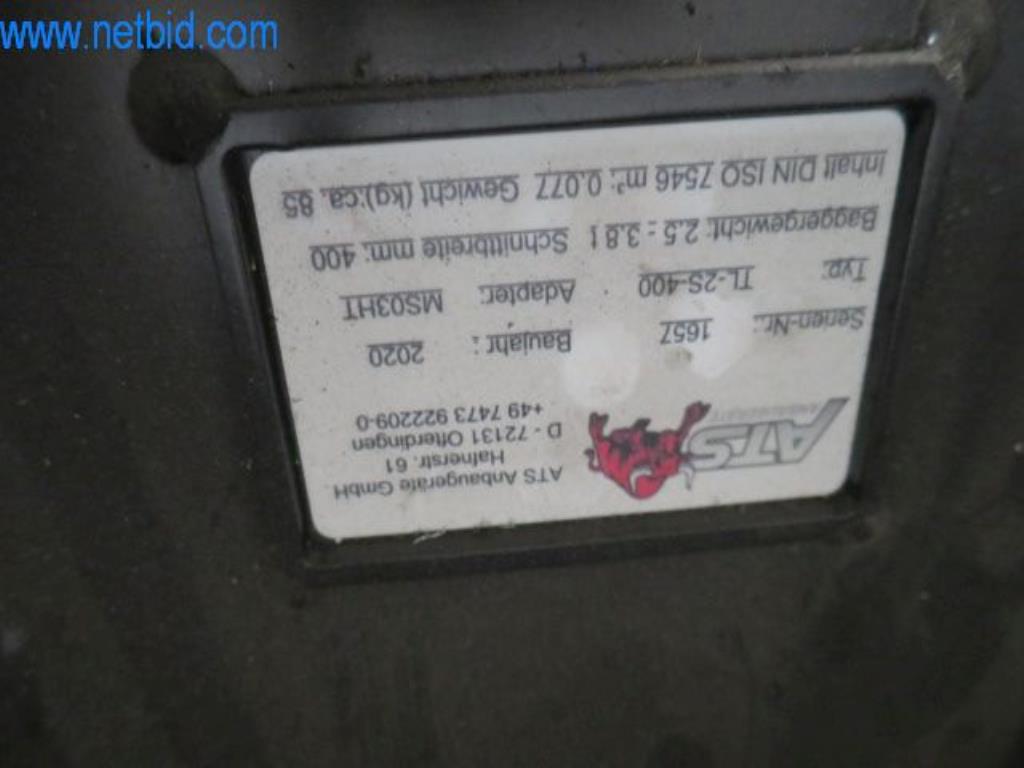 www.netbid.com
ATS
ANBAUGERÄTE
ATS Anbaugeräte GmbH
Hafnerstr. 61
D - 72131 Ofterdingen
+49 7473 922209-0
Serien-Nr.: 1657 Baujahr: 2020
Typ: TL-2S-400 Adapter: MS03HT
Baggergewicht: 2.5 - 3.8 t Schnittbreite mm: 400
Inhalt DIN ISO 7546 m³: 0.077 Gewicht (kg):ca. 85